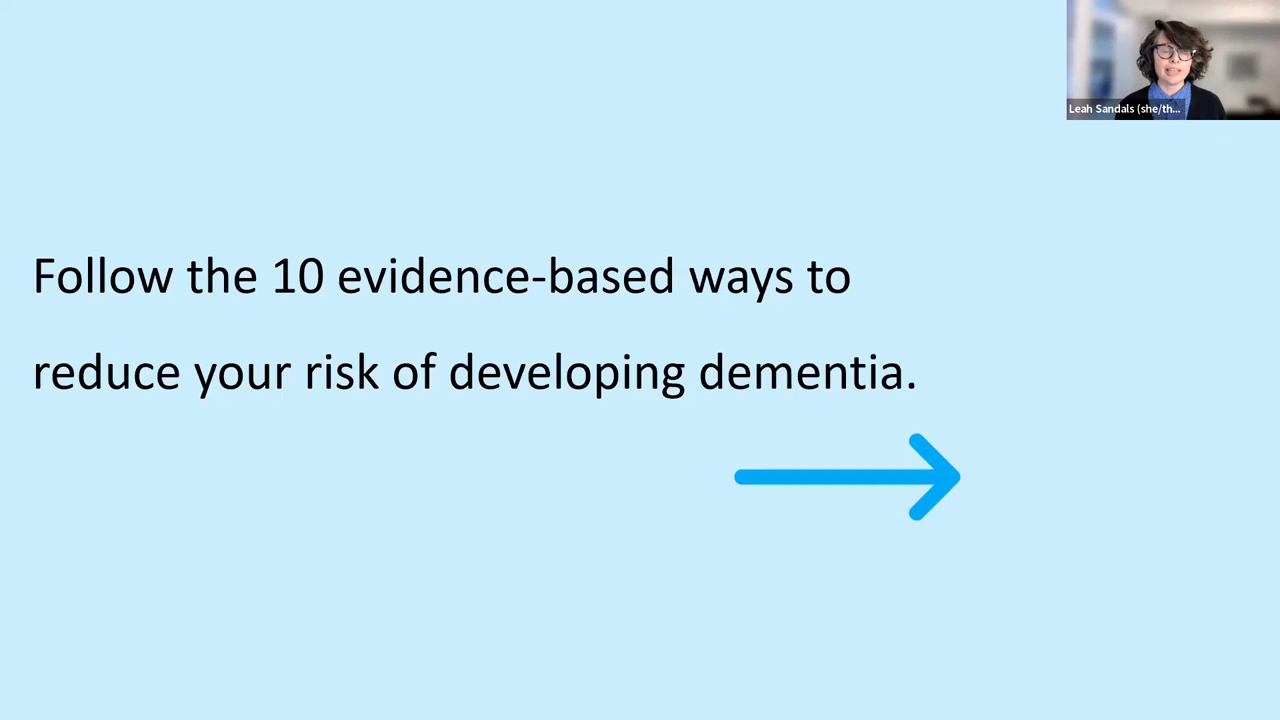 Leah Sandals (she/th...
Follow the 10 evidence-based ways to
reduce your risk of developing dementia.